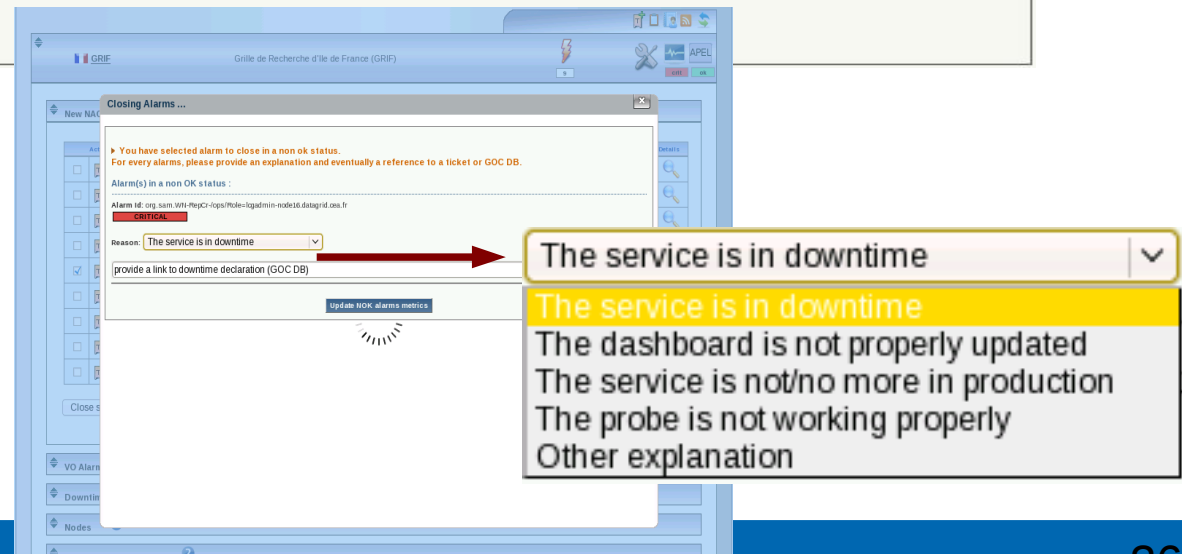 GRIF
Grille de Recherche d'Ile de France (GRIF)
0
APEL
crit
ok
New NAG
Closing Alarms ...
x
Act
Details
You have selected alarm to close in a non ok status.
For every alarms, please provide an explanation and eventually a reference to a ticket or GOC DB.
Alarm(s) in a non OK status :
Alarm Id: org.sam.WN-RepCr-/ops/Role=lcgadmin-node16.datagrid.cea.fr
CRITICAL
Reason: The service is in downtime
provide a link to downtime declaration (GOC DB)
Update NOK alarms metrics
The service is in downtime
The service is in downtime
The dashboard is not properly updated
The service is not/no more in production
The probe is not working properly
Other explanation
Close s
VO Alarm
Downtim
Nodes